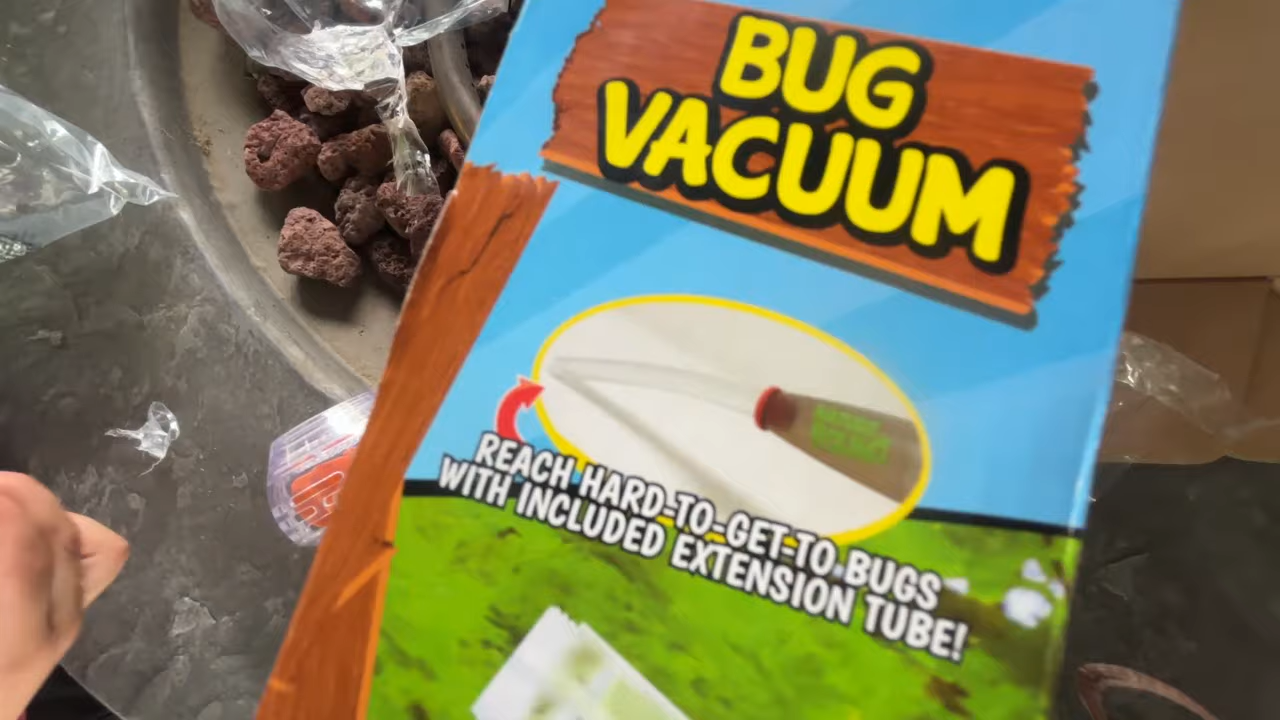 BUG
VACUUM
REACH HARD-TO-GET-TO BUGS
WITH INCLUDED EXTENSION TUBE!